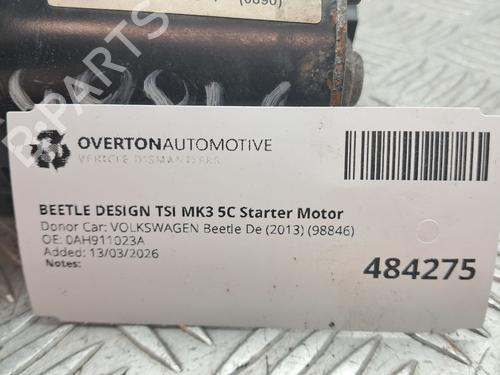 (0890)
B-PARTS
OVERTONAUTOMOTIVE
VEHICLE DISMANTLERS
BEETLE DESIGN TSI MK3 5C Starter Motor
Donor Car: VOLKSWAGEN Beetle De (2013) (98846)
OE: 0AH911023A
Added: 13/03/2026
Notes:
484275